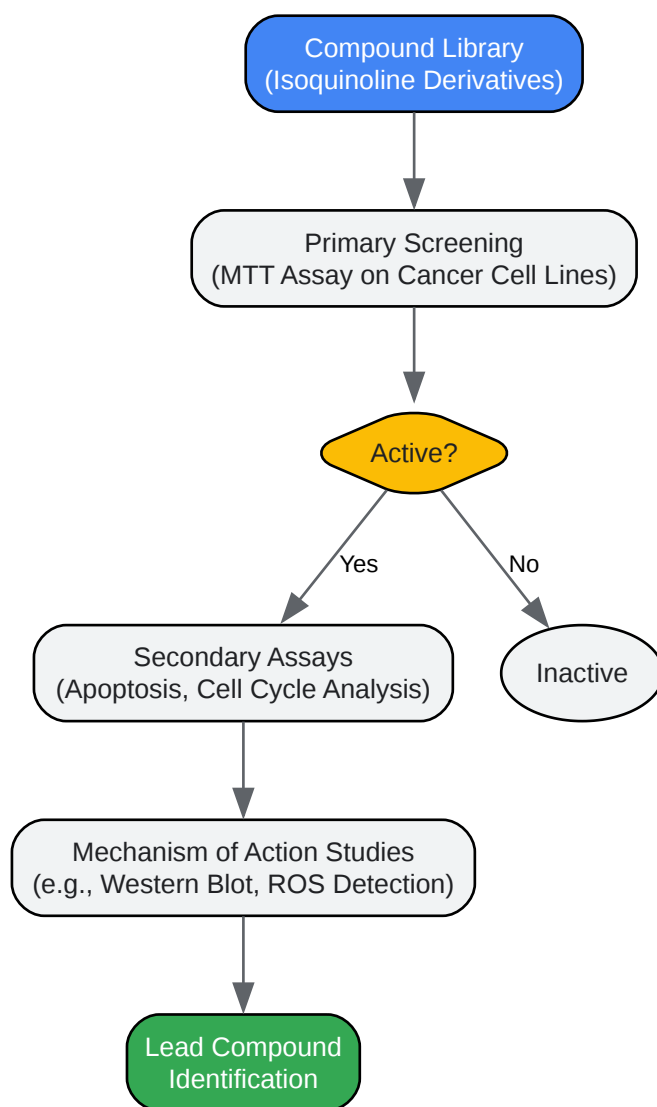 Compound Library
(Isoquinoline Derivatives)
Primary Screening
(MTT Assay on Cancer Cell Lines)
Active?
Yes
No
Secondary Assays
(Apoptosis, Cell Cycle Analysis)
Inactive
Mechanism of Action Studies
(e.g., Western Blot, ROS Detection)
Lead Compound
Identification